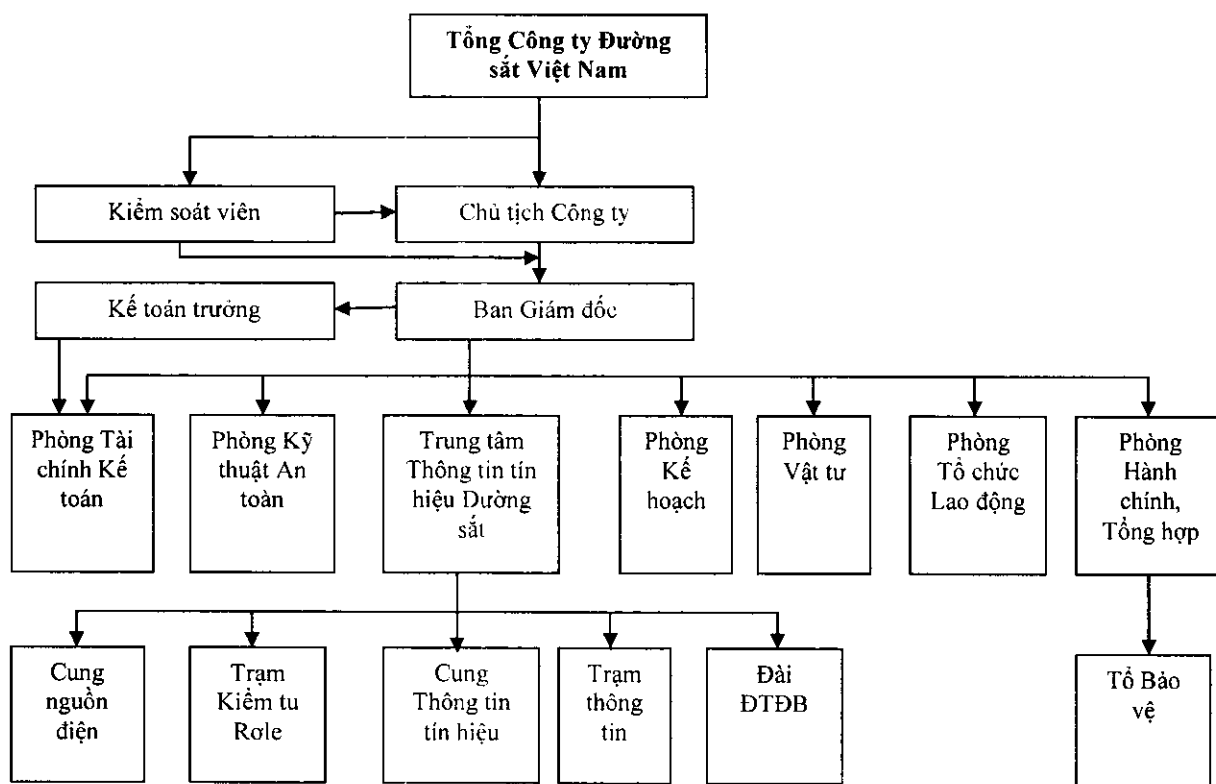 Tổng Công ty Đường
sắt Việt Nam
Kiểm soát viên
Chủ tịch Công ty
Kế toán trưởng
Ban Giám đốc
Phòng Tài
chính Kế
toán
Phòng Kỹ
thuật An
toàn
Trung tâm
Thông tin tín
hiệu Đường
sắt
Phòng
Kế
hoạch
Phòng
Vật tư
Phòng
Tổ chức
Lao động
Phòng
Hành
chính,
Tổng hợp
Cung
nguồn
điện
Trạm
Kiểm tu
Rơle
Cung
Thông tin
tín hiệu
Trạm
thông
tin
Đài
ĐTĐB
Tổ Bảo
vệ